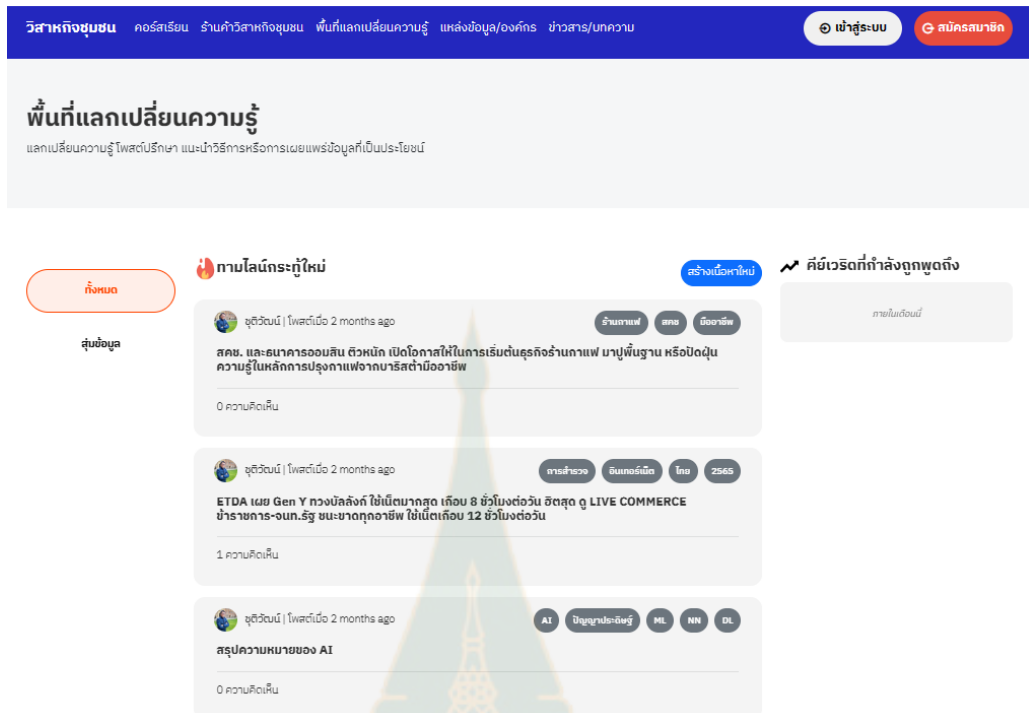 วิสาหกิจชุมชน คอร์สเรียน ร้านค้าวิสาหกิจชุมชน พื้นที่แลกเปลี่ยนความรู้ แหล่งข้อมูล/องค์กร ข่าวสาร/บทความ เข้าสู่ระบบ สมัครสมาชิก
พื้นที่แลกเปลี่ยนความรู้
แลกเปลี่ยนความรู้ โพสต์ปรึกษา แนะนำวิธีการหรือการเผยแพร่ข้อมูลที่เป็นประโยชน์
ทั้งหมด
สุ่มข้อมูล
ทามไลน์กระทู้ใหม่
สร้างเนื้อหาใหม่
ชุติวัฒน์ | โพสต์เมื่อ 2 months ago ร้านกาแฟ สคช มืออาชีพ
สคช. และธนาคารออมสิน ติวหนัก เปิดโอกาสให้ในการเริ่มต้นธุรกิจร้านกาแฟ มาปูพื้นฐาน หรือปัดฝุ่น
ความรู้ในหลักการปรุงกาแฟจากบาริสต้ามืออาชีพ
0 ความคิดเห็น
ชุติวัฒน์ | โพสต์เมื่อ 2 months ago การสำรวจ อินเทอร์เน็ต ไทย 2565
ETDA เผย Gen Y ทวงบัลลังก์ ใช้เน็ตมากสุด เกือบ 8 ชั่วโมงต่อวัน ฮิตสุด ดู LIVE COMMERCE
ข้าราชการ-จนท.รัฐ ชนะขาดทุกอาชีพ ใช้เน็ตเกือบ 12 ชั่วโมงต่อวัน
1 ความคิดเห็น
ชุติวัฒน์ | โพสต์เมื่อ 2 months ago AI ปัญญาประดิษฐ์ ML NN DL
สรุปความหมายของ AI
0 ความคิดเห็น
คีย์เวริดที่กำลังถูกพูดถึง
ภายในเดือนนี้